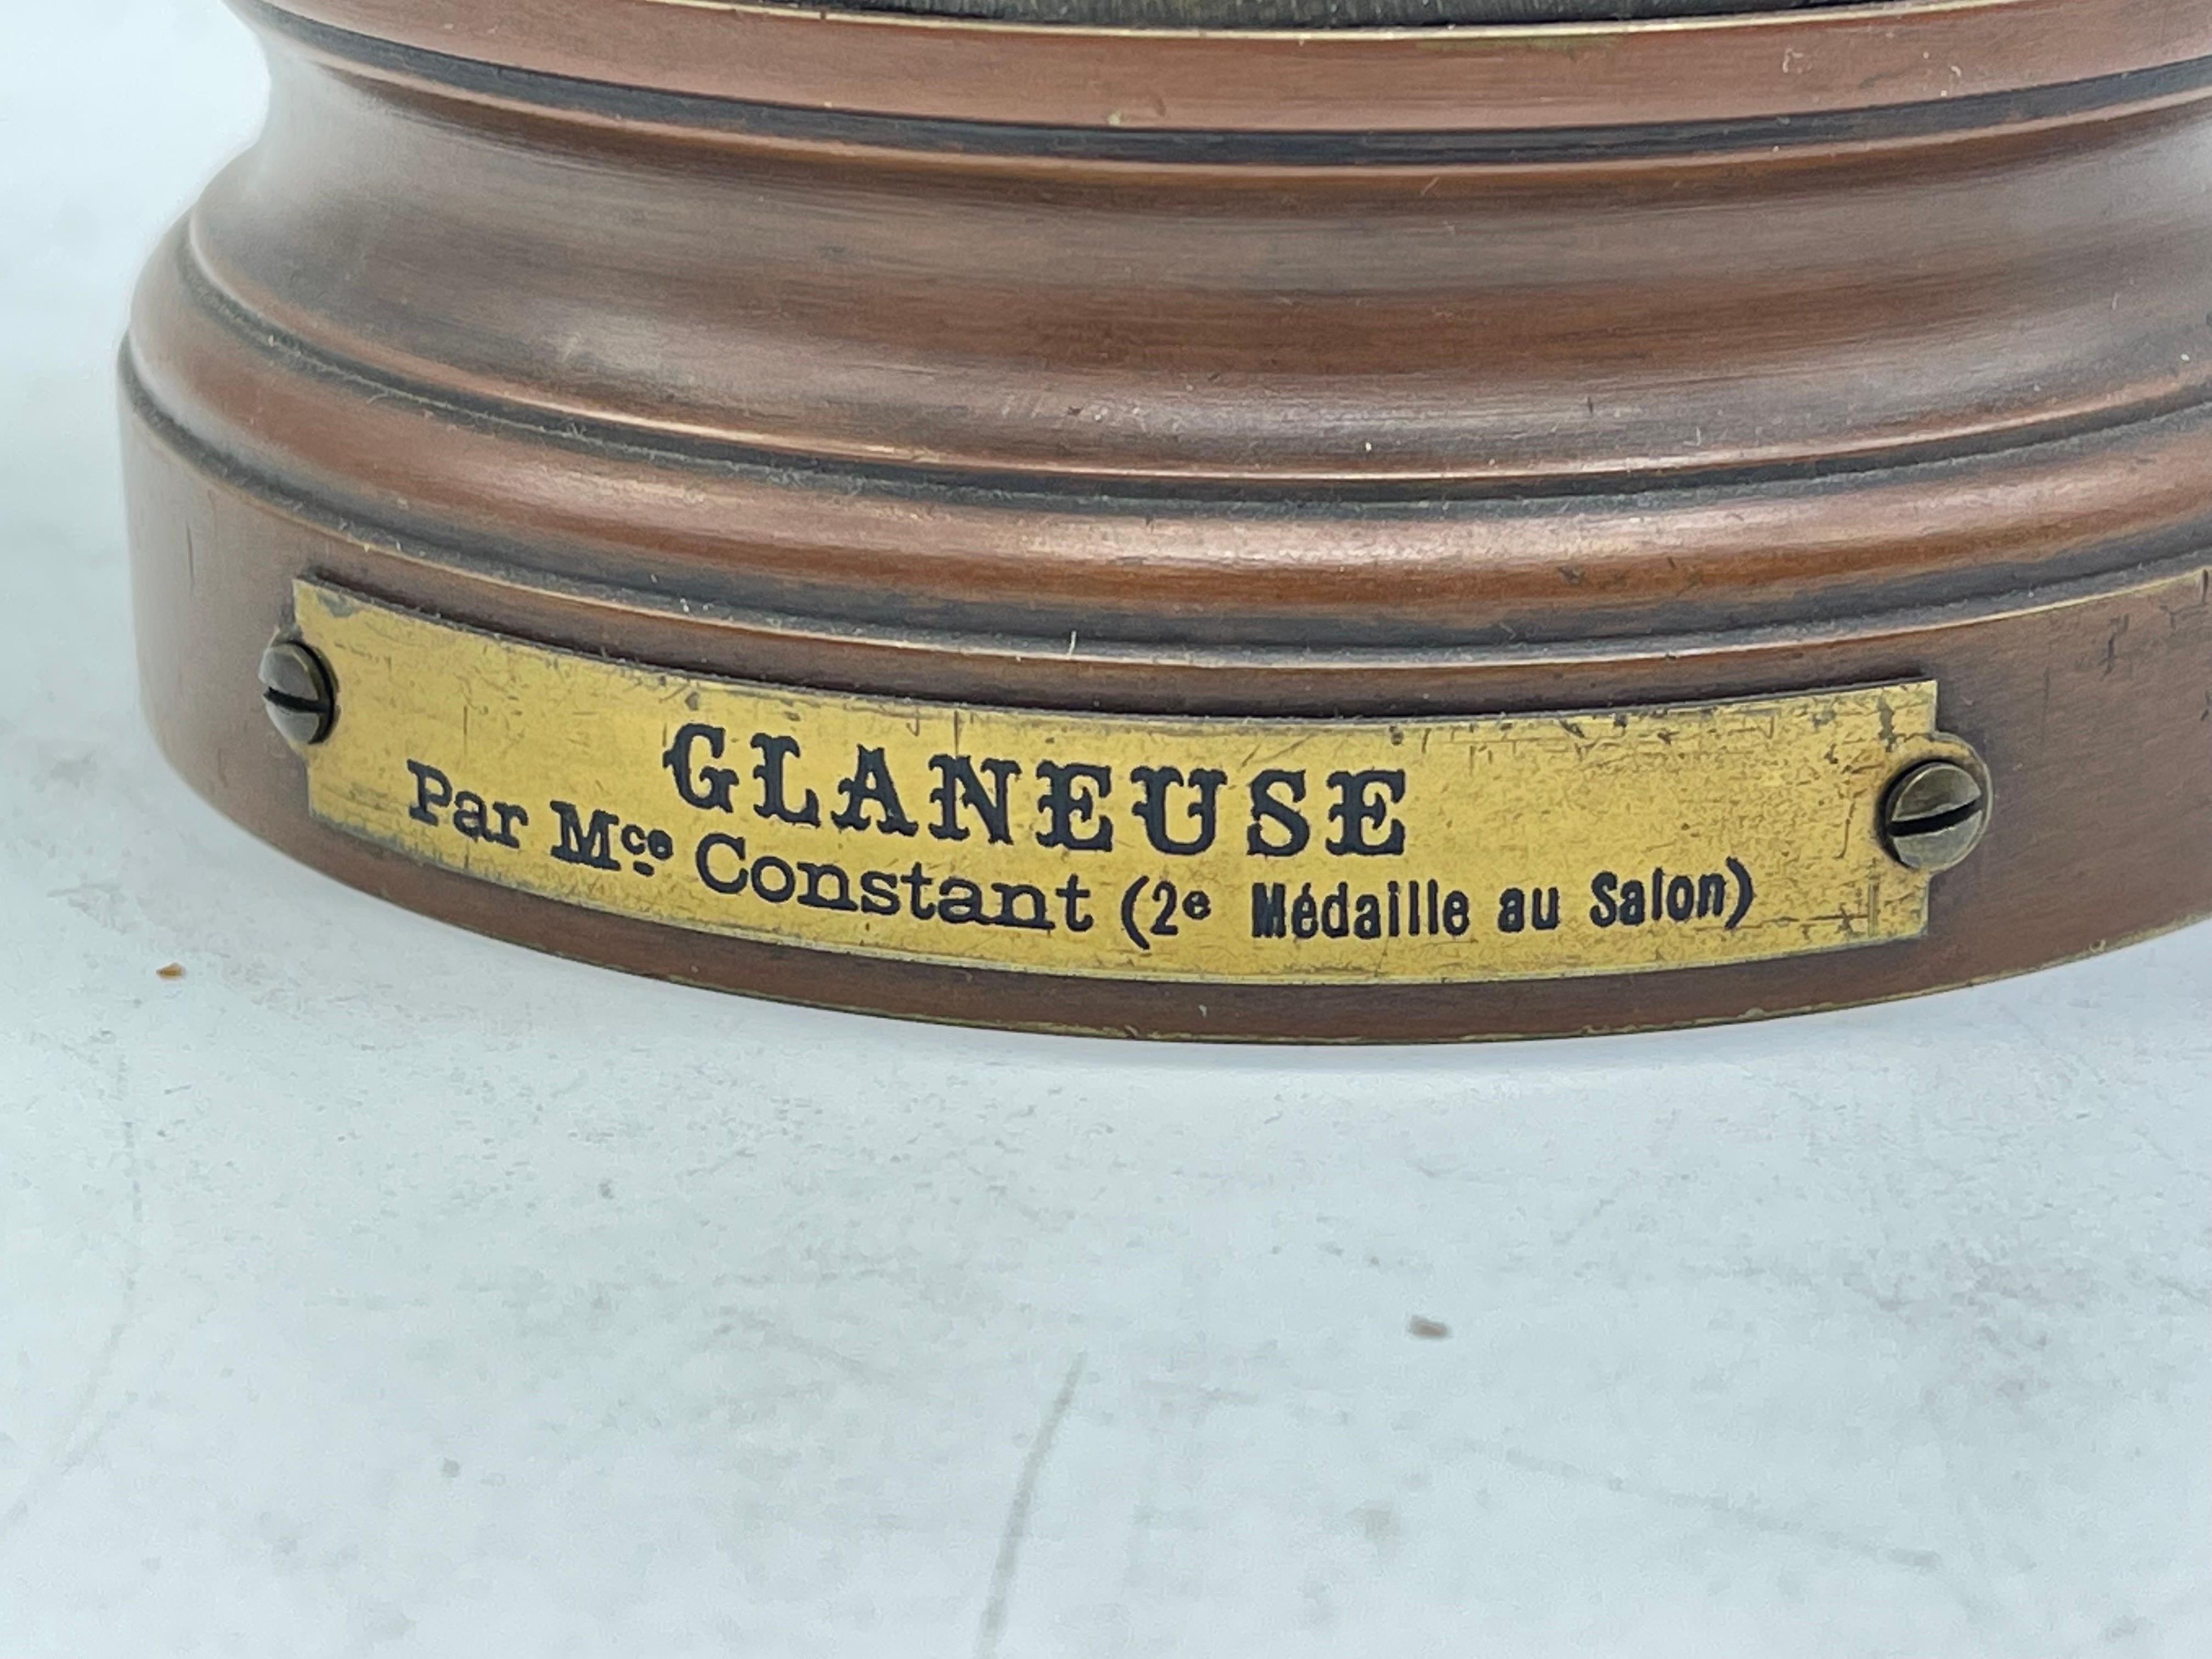 GLANEUSE
Par Mce Constant (2e Médaille au Salon)